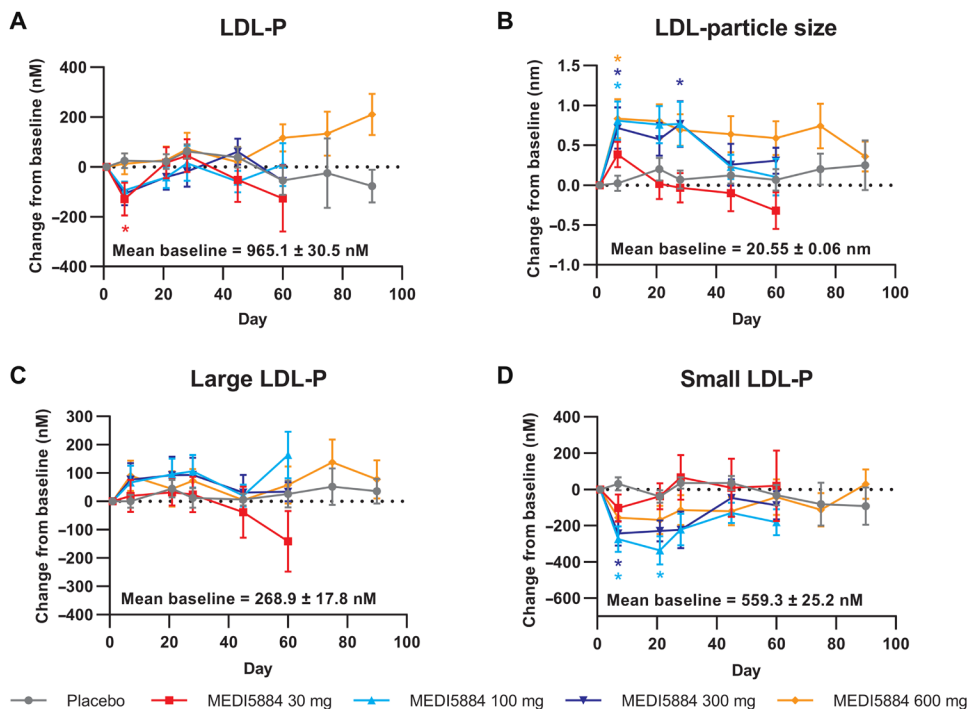 A
LDL-P
Change from baseline (nM)
400
200
0
−200
−400
*
Mean baseline = 965.1 ± 30.5 nM
0 20 40 60 80 100
Day
B
LDL-particle size
Change from baseline (nm)
1.5
1.0
0.5
0.0
−0.5
−1.0
*
* *
*
Mean baseline = 20.55 ± 0.06 nm
0 20 40 60 80 100
Day
C
Large LDL-P
Change from baseline (nM)
300
200
100
0
−100
−200
−300
−400
Mean baseline = 268.9 ± 17.8 nM
0 20 40 60 80 100
Day
D
Small LDL-P
Change from baseline (nM)
400
200
0
−200
−400
−600
*
* *
Mean baseline = 559.3 ± 25.2 nM
0 20 40 60 80 100
Day
Placebo MEDI5884 30 mg MEDI5884 100 mg MEDI5884 300 mg MEDI5884 600 mg